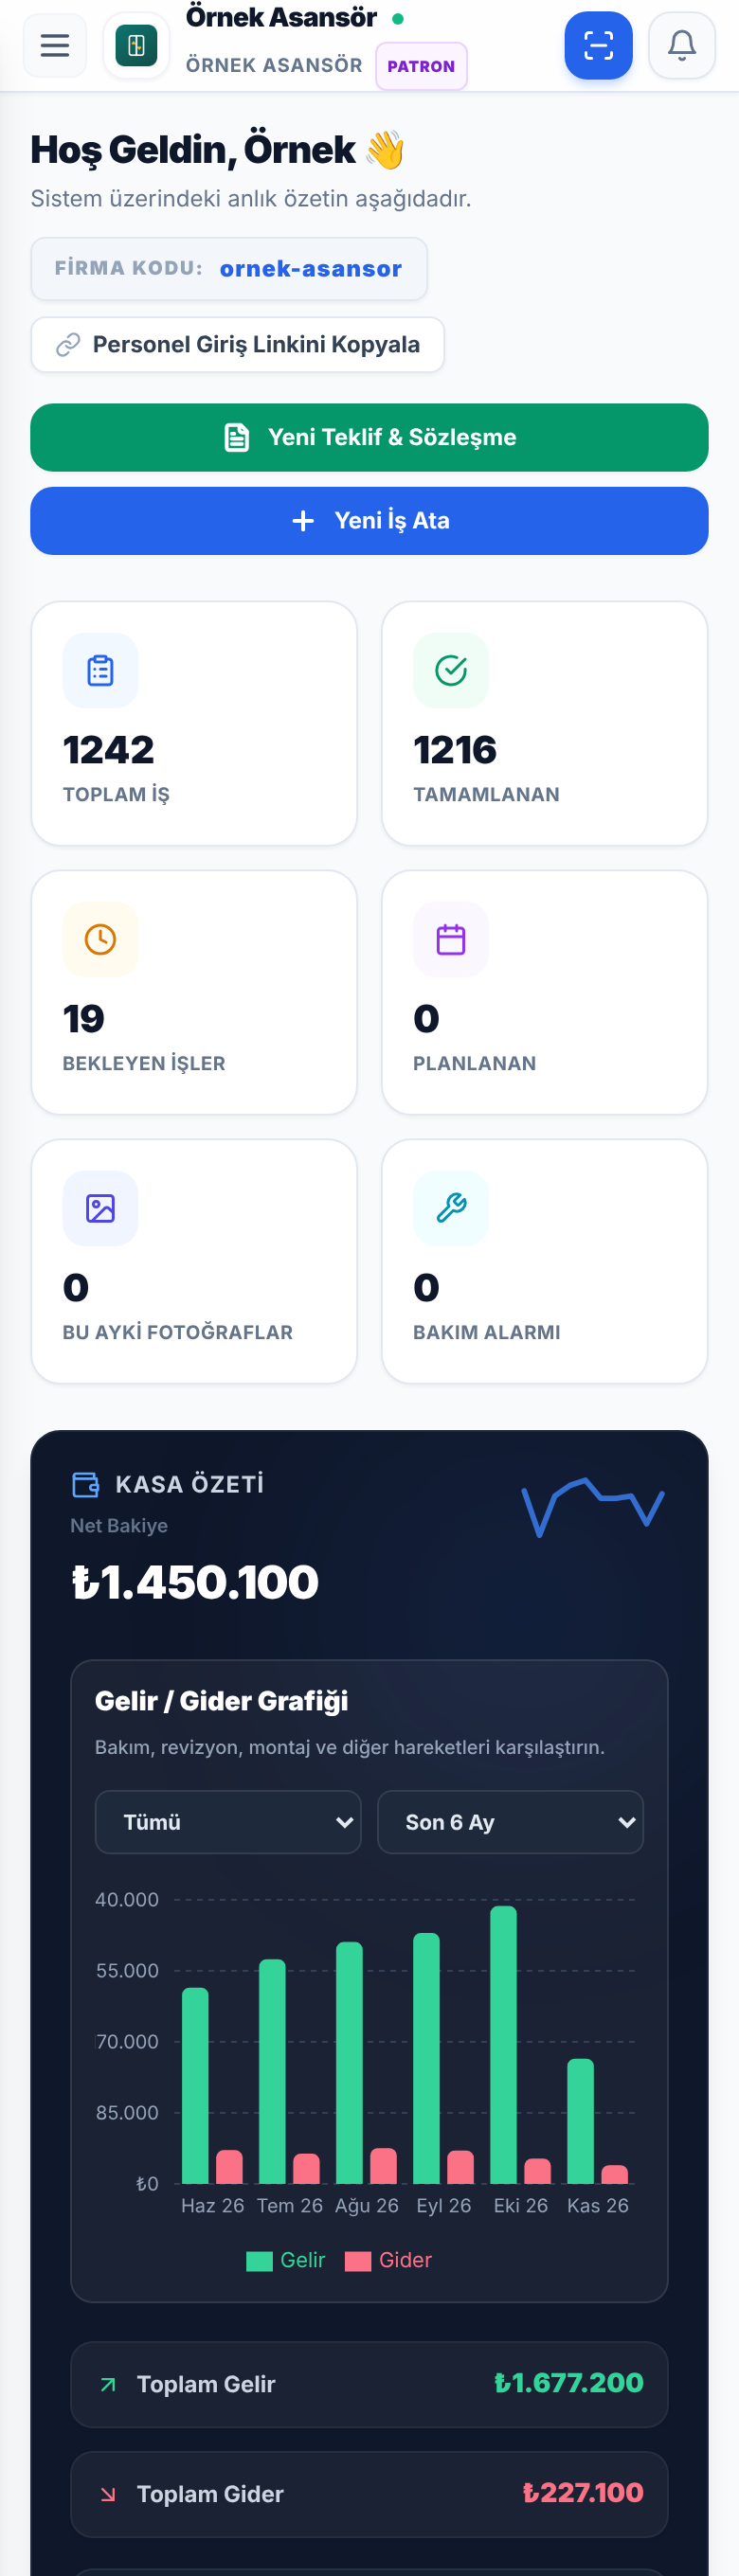 Örnek Asansör
ÖRNEK ASANSÖR PATRON
Hoş Geldin, Örnek 👋
Sistem üzerindeki anlık özetin aşağıdadır.
FİRMA KODU: ornek-asansor
Personel Giriş Linkini Kopyala
Yeni Teklif & Sözleşme
Yeni İş Ata
1242
TOPLAM İŞ
1216
TAMAMLANAN
19
BEKLEYEN İŞLER
0
PLANLANAN
0
BU AYKİ FOTOĞRAFLAR
0
BAKIM ALARMI
KASA ÖZETİ
Net Bakiye
₺1.450.100
Gelir / Gider Grafiği
Bakım, revizyon, montaj ve diğer hareketleri karşılaştırın.
Tümü
Son 6 Ay
40.000
55.000
70.000
85.000
₺0
Haz 26 Tem 26 Ağu 26 Eyl 26 Eki 26 Kas 26
Gelir Gider
Toplam Gelir ₺1.677.200
Toplam Gider ₺227.100